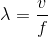 λ = v/f